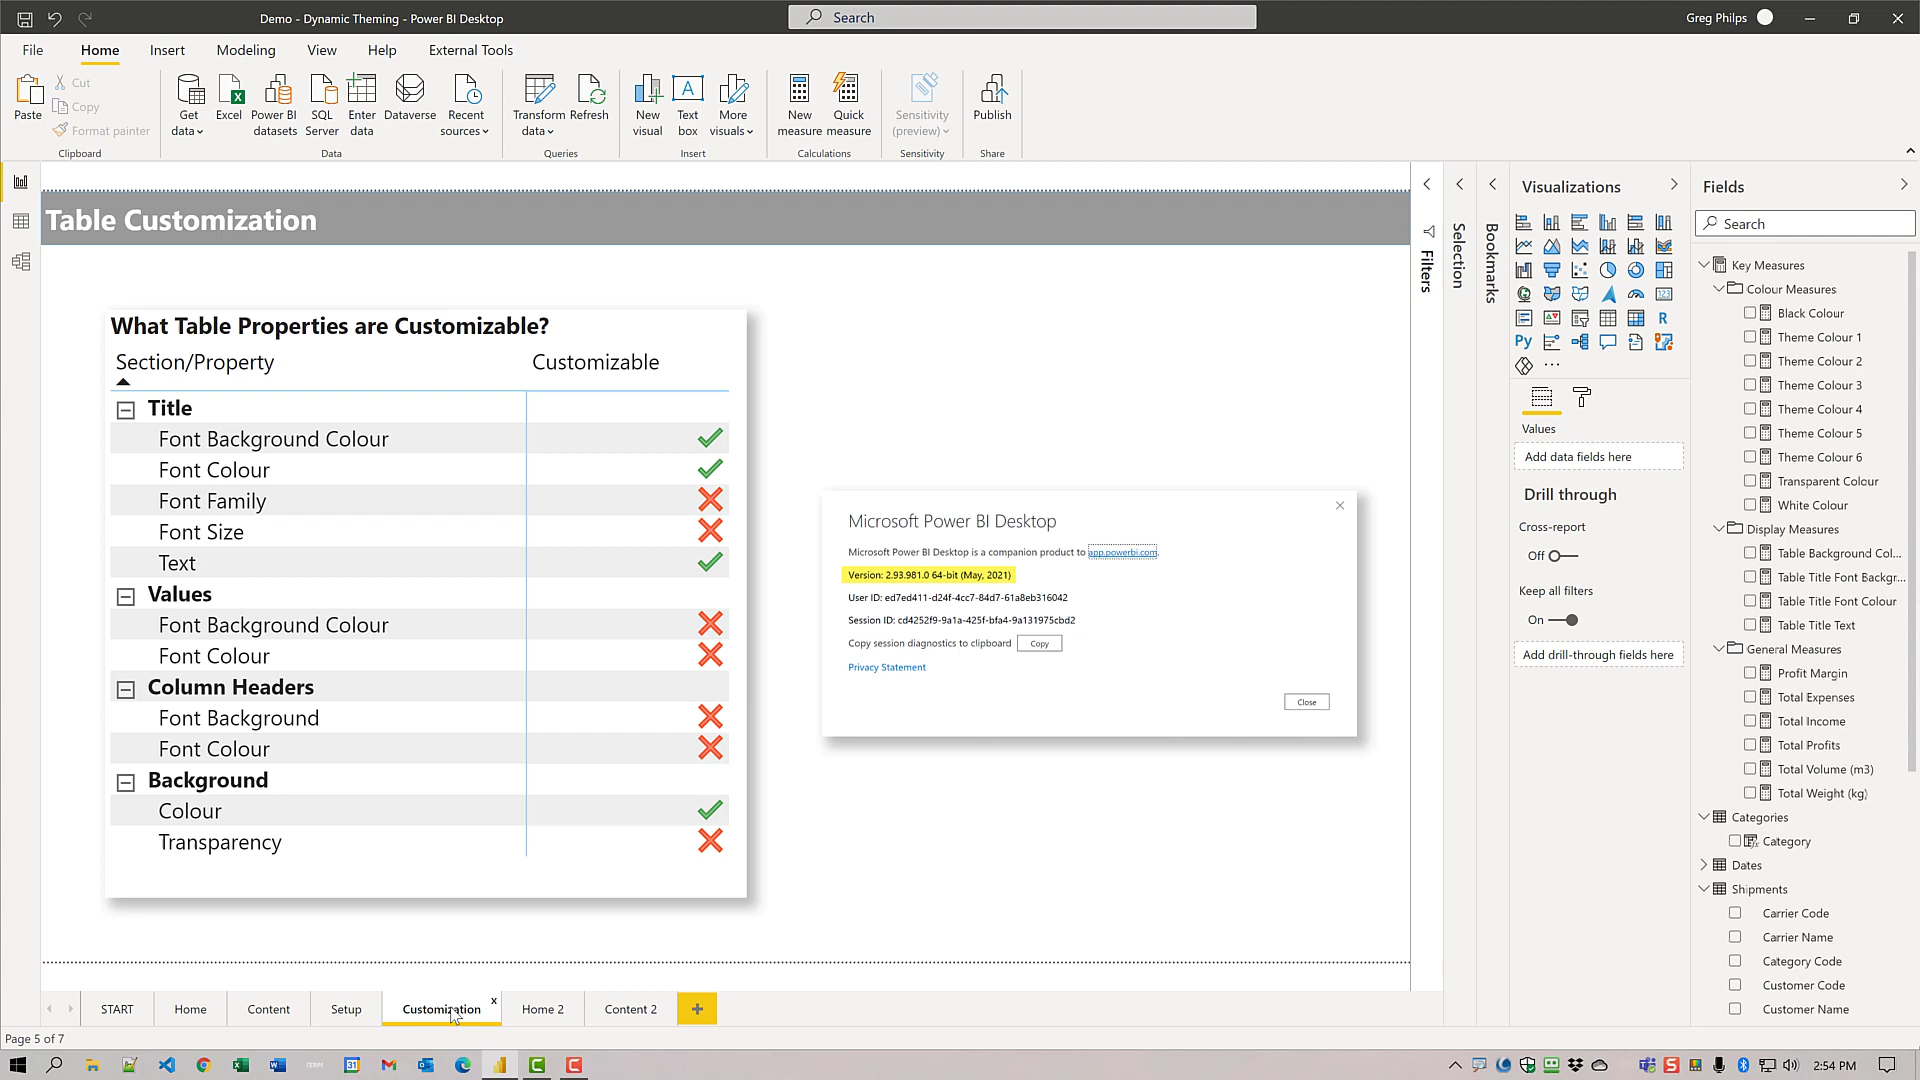 Demo - Dynamic Theming - Power BI Desktop
Search
Greg Philps
File
Home
Insert
Modeling
View
Help
External Tools
Paste
Cut
Copy
Format painter
Clipboard
Get data
Excel
Power BI datasets
SQL Server
Enter data
Dataverse
Recent sources
Data
Transform data
Refresh
Queries
New visual
Text box
More visuals
Insert
New measure
Quick measure
Calculations
Sensitivity (preview)
Sensitivity
Publish
Share
Table Customization
What Table Properties are Customizable?
Section/Property Customizable
Title
Font Background Colour
Font Colour
Font Family
Font Size
Text
Values
Font Background Colour
Font Colour
Column Headers
Font Background
Font Colour
Background
Colour
Transparency
Microsoft Power BI Desktop
Microsoft Power BI Desktop is a companion product to app.powerbi.com.
Version: 2.93.981.0 64-bit (May, 2021)
User ID: ed7ed411-d24f-4cc7-84d7-61a8eb316042
Session ID: cd4252f9-9a1a-425f-bfa4-9a131975cbd2
Copy session diagnostics to clipboard Copy
Privacy Statement
Close
Filters
Selection
Bookmarks
Visualizations
R
Py
Values
Add data fields here
Drill through
Cross-report
Off
Keep all filters
On
Add drill-through fields here
Fields
Search
Key Measures
Colour Measures
Black Colour
Theme Colour 1
Theme Colour 2
Theme Colour 3
Theme Colour 4
Theme Colour 5
Theme Colour 6
Transparent Colour
White Colour
Display Measures
Table Background Col...
Table Title Font Backgr...
Table Title Font Colour
Table Title Text
General Measures
Profit Margin
Total Expenses
Total Income
Total Profits
Total Volume (m3)
Total Weight (kg)
Categories
Category
Dates
Shipments
Carrier Code
Carrier Name
Category Code
Customer Code
Customer Name
START
Home
Content
Setup
Customization
x
Home 2
Content 2
Page 5 of 7
2:54 PM